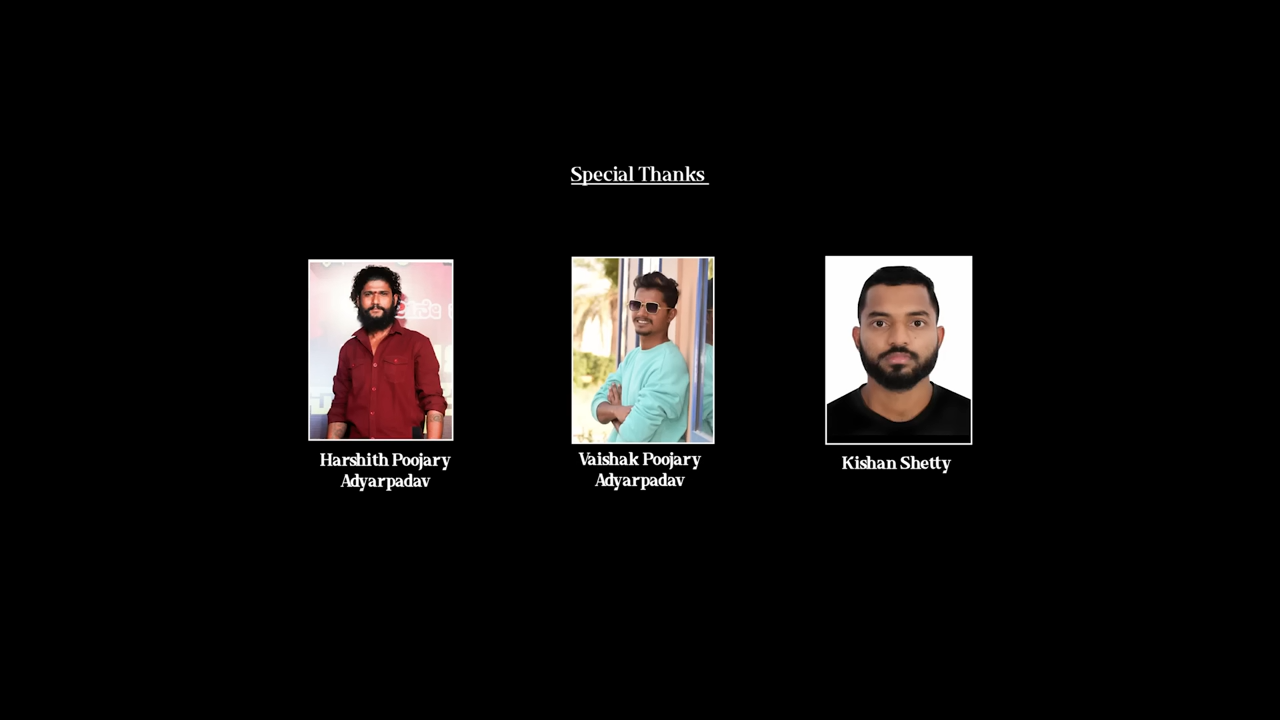 Special Thanks
Harshith Poojary
Adyarpadav
Vaishak Poojary
Adyarpadav
Kishan Shetty